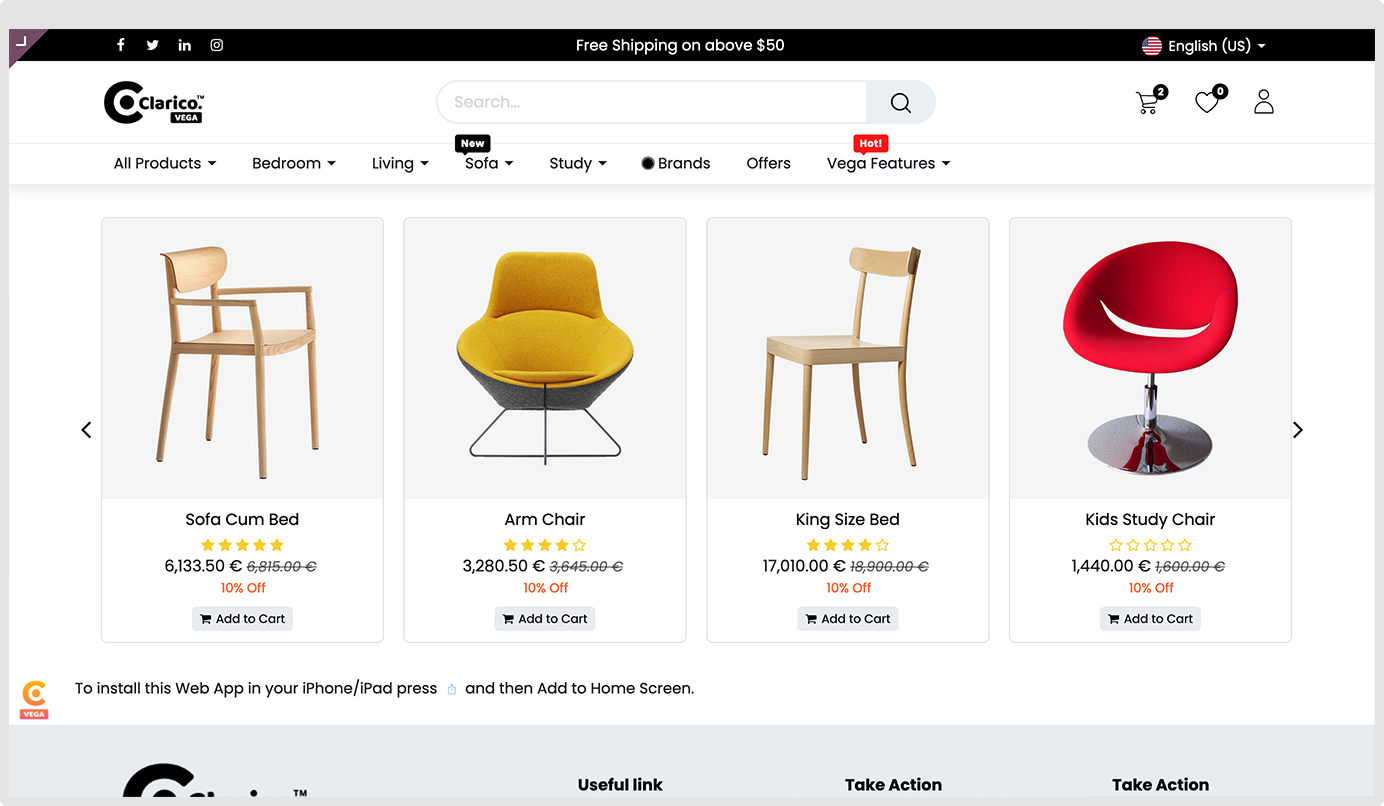 Free Shipping on above $50
English (US)
Clarico.™
VEGA
Search...
2
0
New
Hot!
All Products
Bedroom
Living
Sofa
Study
Brands
Offers
Vega Features
Sofa Cum Bed
6,133.50 € 6,815.00 €
10% Off
Add to Cart
Arm Chair
3,280.50 € 3,645.00 €
10% Off
Add to Cart
King Size Bed
17,010.00 € 18,900.00 €
10% Off
Add to Cart
Kids Study Chair
1,440.00 € 1,600.00 €
10% Off
Add to Cart
VEGA
To install this Web App in your iPhone/iPad press and then Add to Home Screen.
Useful link
Take Action
Take Action
TM